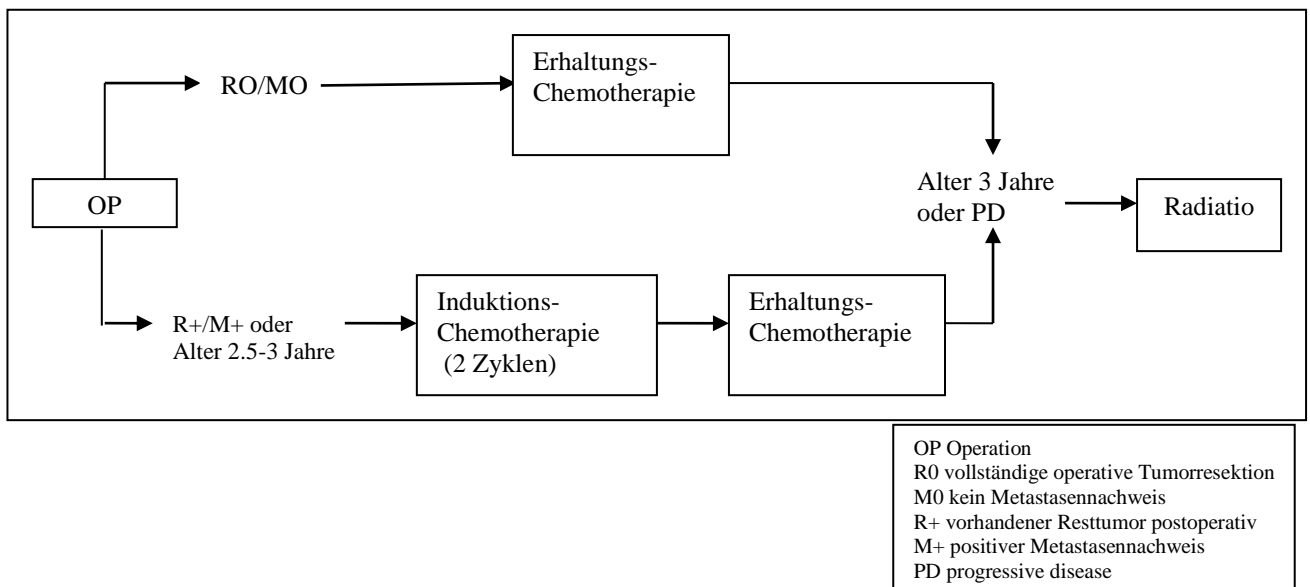 RO/MO
Erhaltungs-
Chemotherapie
OP
R+/M+ oder
Alter 2.5-3 Jahre
Induktions-
Chemotherapie
(2 Zyklen)
Erhaltungs-
Chemotherapie
Alter 3 Jahre
oder PD
Radiatio
OP Operation
R0 vollständige operative Tumorresektion
M0 kein Metastasennachweis
R+ vorhandener Resttumor postoperativ
M+ positiver Metastasennachweis
PD progressive disease